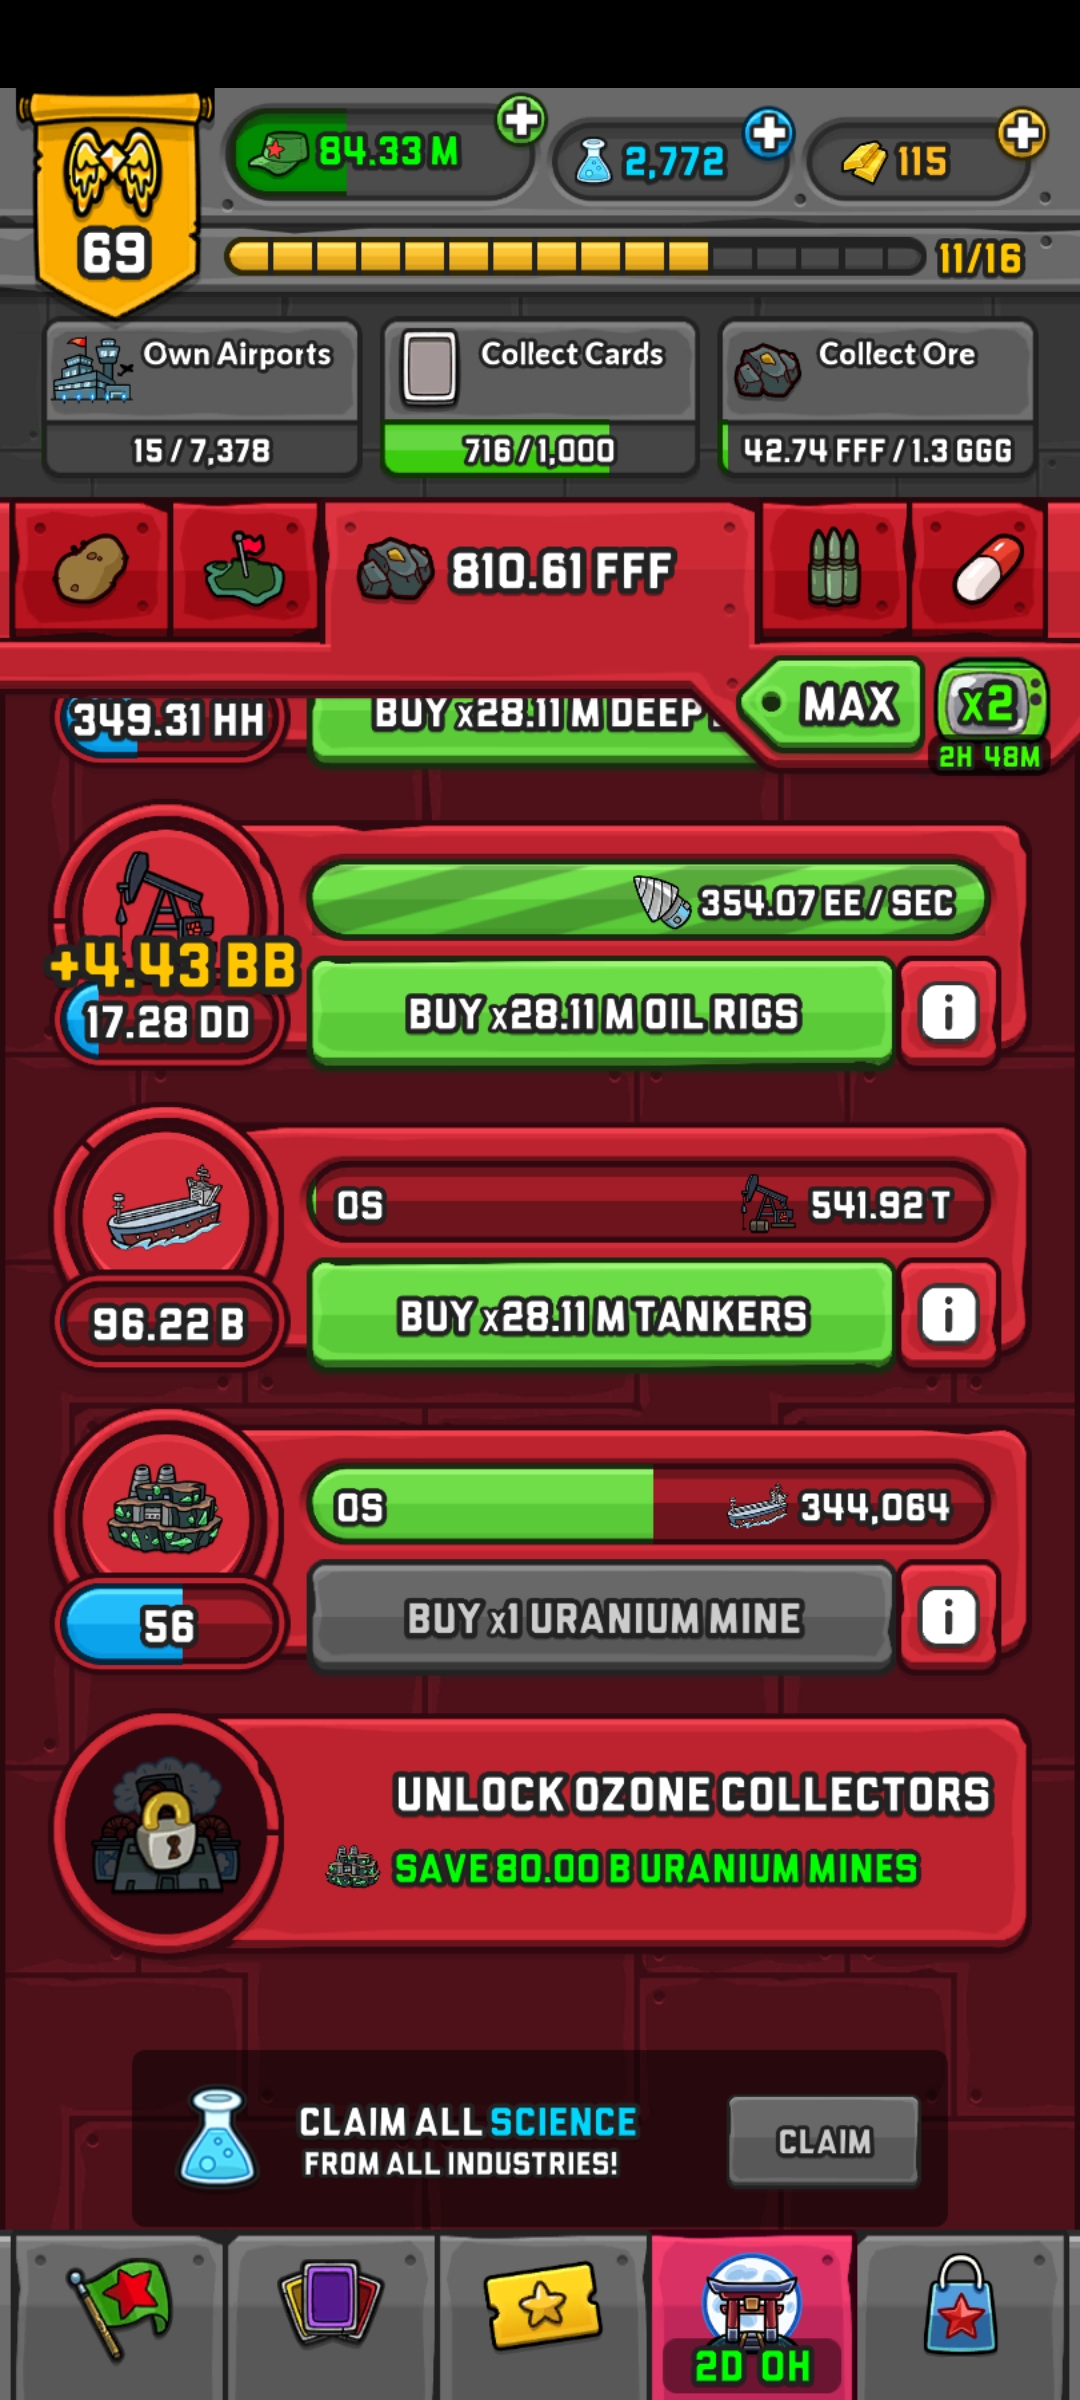 84.33 M
2,772
115
69
11/16
Own Airports
Collect Cards
Collect Ore
15 / 7,378
716 / 1,000
42.74 FFF / 1.3 GGG
810.61 FFF
MAX
x2
2H 48M
349.31 HH
BUY x28.11 M DEEP
354.07 EE / SEC
+4.43 BB
17.28 DD
BUY x28.11 M OIL RIGS
i
0S
541.92 T
96.22 B
BUY x28.11 M TANKERS
i
0S
344,064
56
BUY x1 URANIUM MINE
i
UNLOCK OZONE COLLECTORS
SAVE 80.00 B URANIUM MINES
CLAIM ALL SCIENCE
FROM ALL INDUSTRIES!
CLAIM
2D 0H